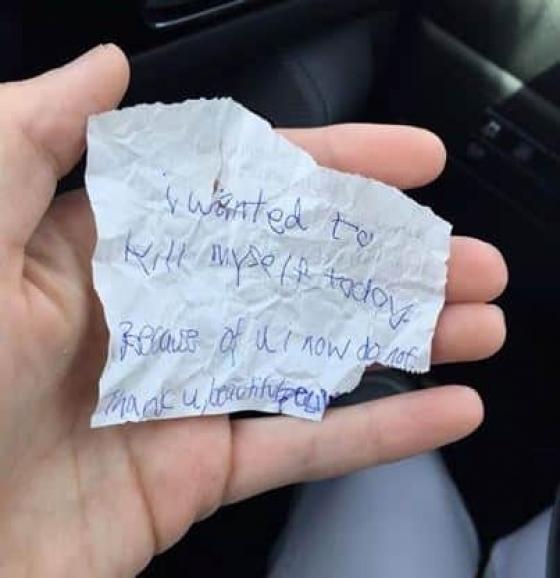 i wanted to
kill myself today.
Because of u i now do not.
Thank u, beautiful